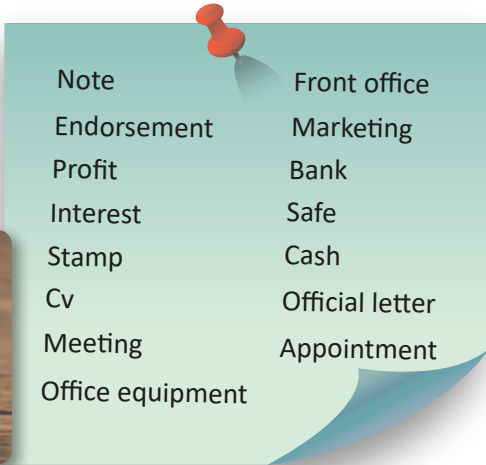 Note
Endorsement
Profit
Interest
Stamp
Cv
Meeting
Office equipment
Front office
Marketing
Bank
Safe
Cash
Official letter
Appointment